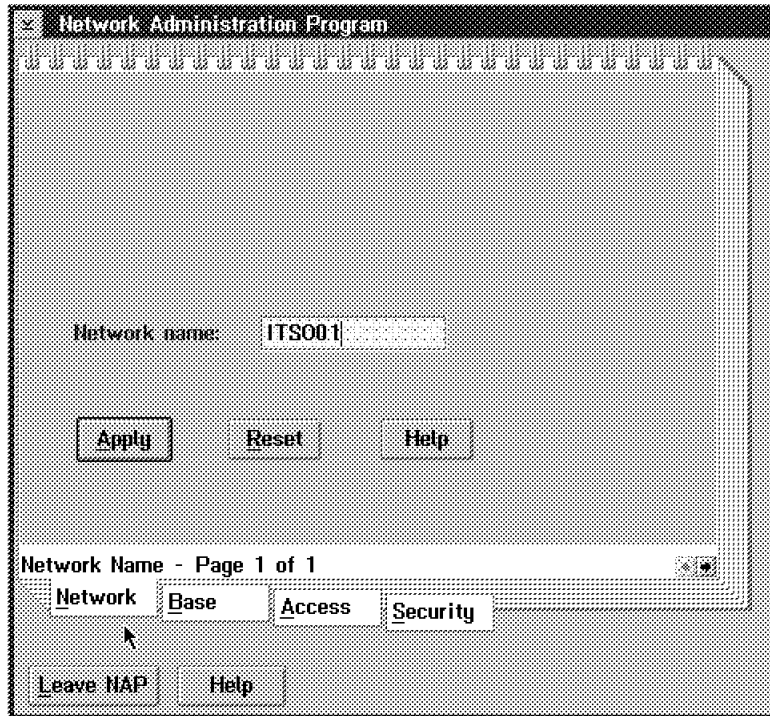 Network Administration Program
Network name: ITSO01
Apply Reset Help
Network Name - Page 1 of 1
Network Base Access Security
Leave NAP Help